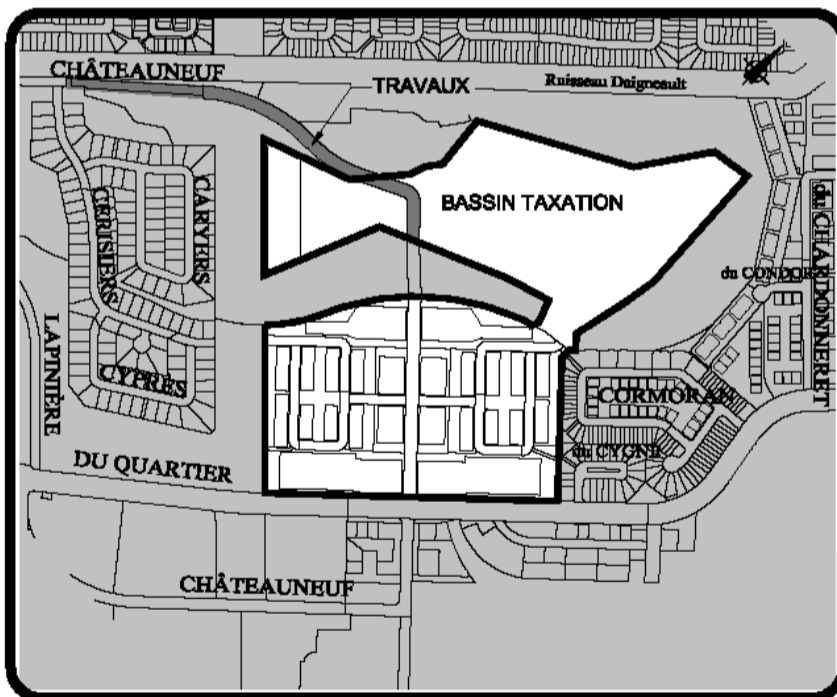 CHÂTEAUNEUF
TRAVAUX
Ruisseau Daigneault
BASSIN TAXATION
CARYERS
CERISIERS
du CONDOR
du CHARDONNERET
LAPINIÈRE
CYPRÈS
CORMORAN
du CYGNE
DU QUARTIER
CHÂTEAUNEUF